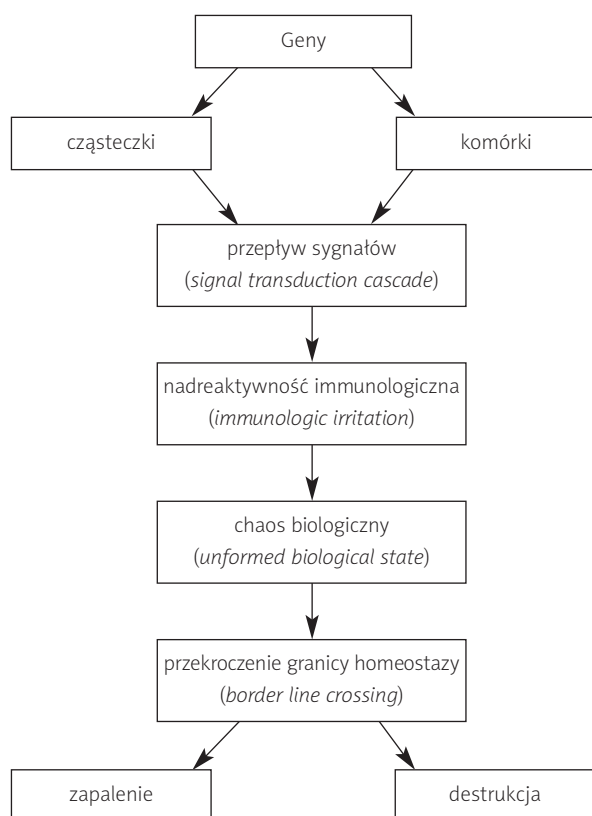 Geny
cząsteczki
komórki
przepływ sygnałów
(signal transduction cascade)
nadreaktywność immunologiczna
(immunologic irritation)
chaos biologiczny
(unformed biological state)
przekroczenie granicy homeostazy
(border line crossing)
zapalenie
destrukcja